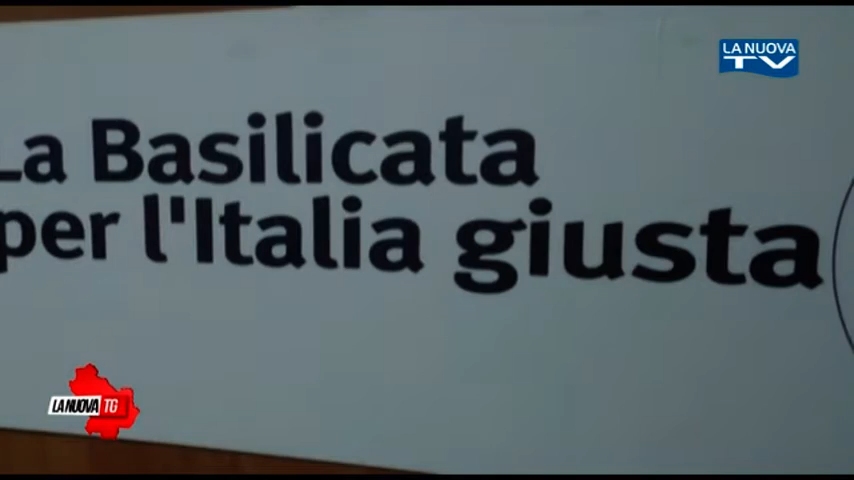 LA NUOVA
TV
La Basilicata
per l'Italia giusta
LA NUOVA TG